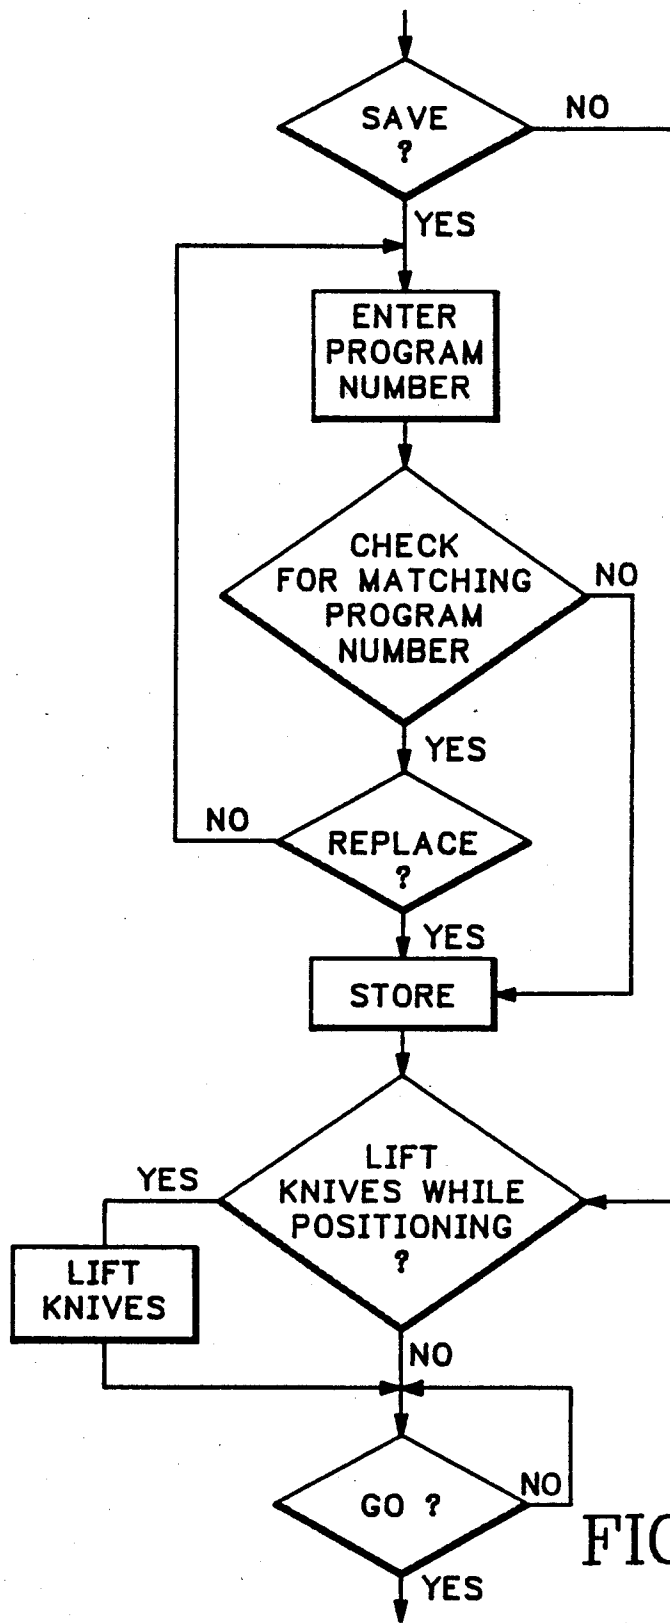 SAVE
?
NO
YES
ENTER
PROGRAM
NUMBER
CHECK
FOR MATCHING
PROGRAM
NUMBER
NO
YES
REPLACE
?
NO
YES
STORE
LIFT
KNIVES WHILE
POSITIONING
?
YES
LIFT
KNIVES
NO
GO ?
NO
YES
FIG